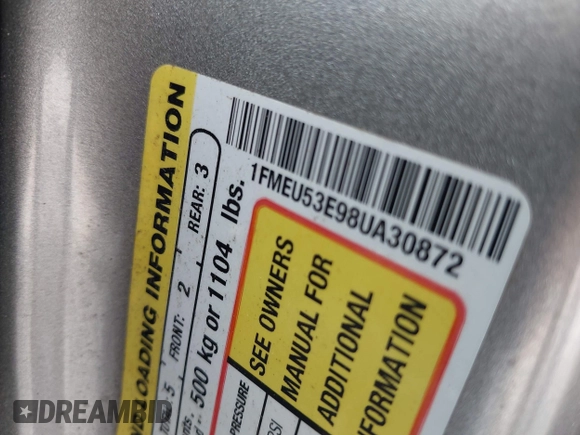 LOADING INFORMATION
5 FRONT: 2 REAR: 3
500 kg or 1104 lbs.
1FMEU53E98UA30872
PRESSURE
SEE OWNERS
MANUAL FOR
ADDITIONAL
INFORMATION
DREAMBID